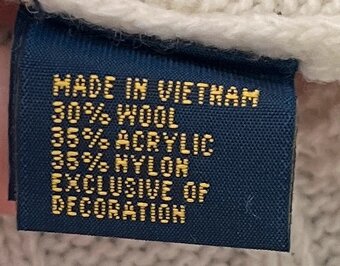 MADE IN VIETNAM
30% WOOL
35% ACRYLIC
35% NYLON
EXCLUSIVE OF
DECORATION